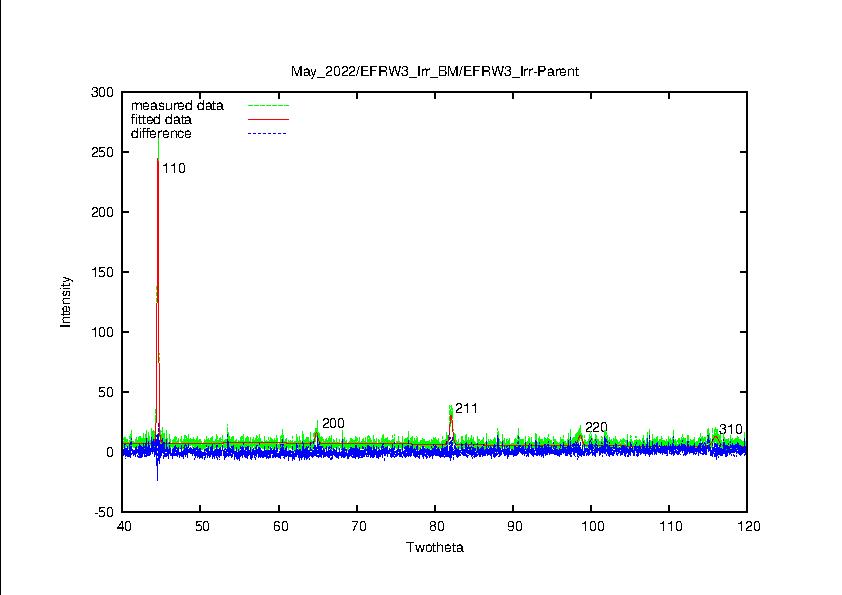 May_2022/EFRW3_Irr_BM/EFRW3_Irr-Parent
300
measured data
fitted data
difference
250
110
200
150
Intensity
100
50
211
200
220
310
0
-50
40 50 60 70 80 90 100 110 120
Twotheta